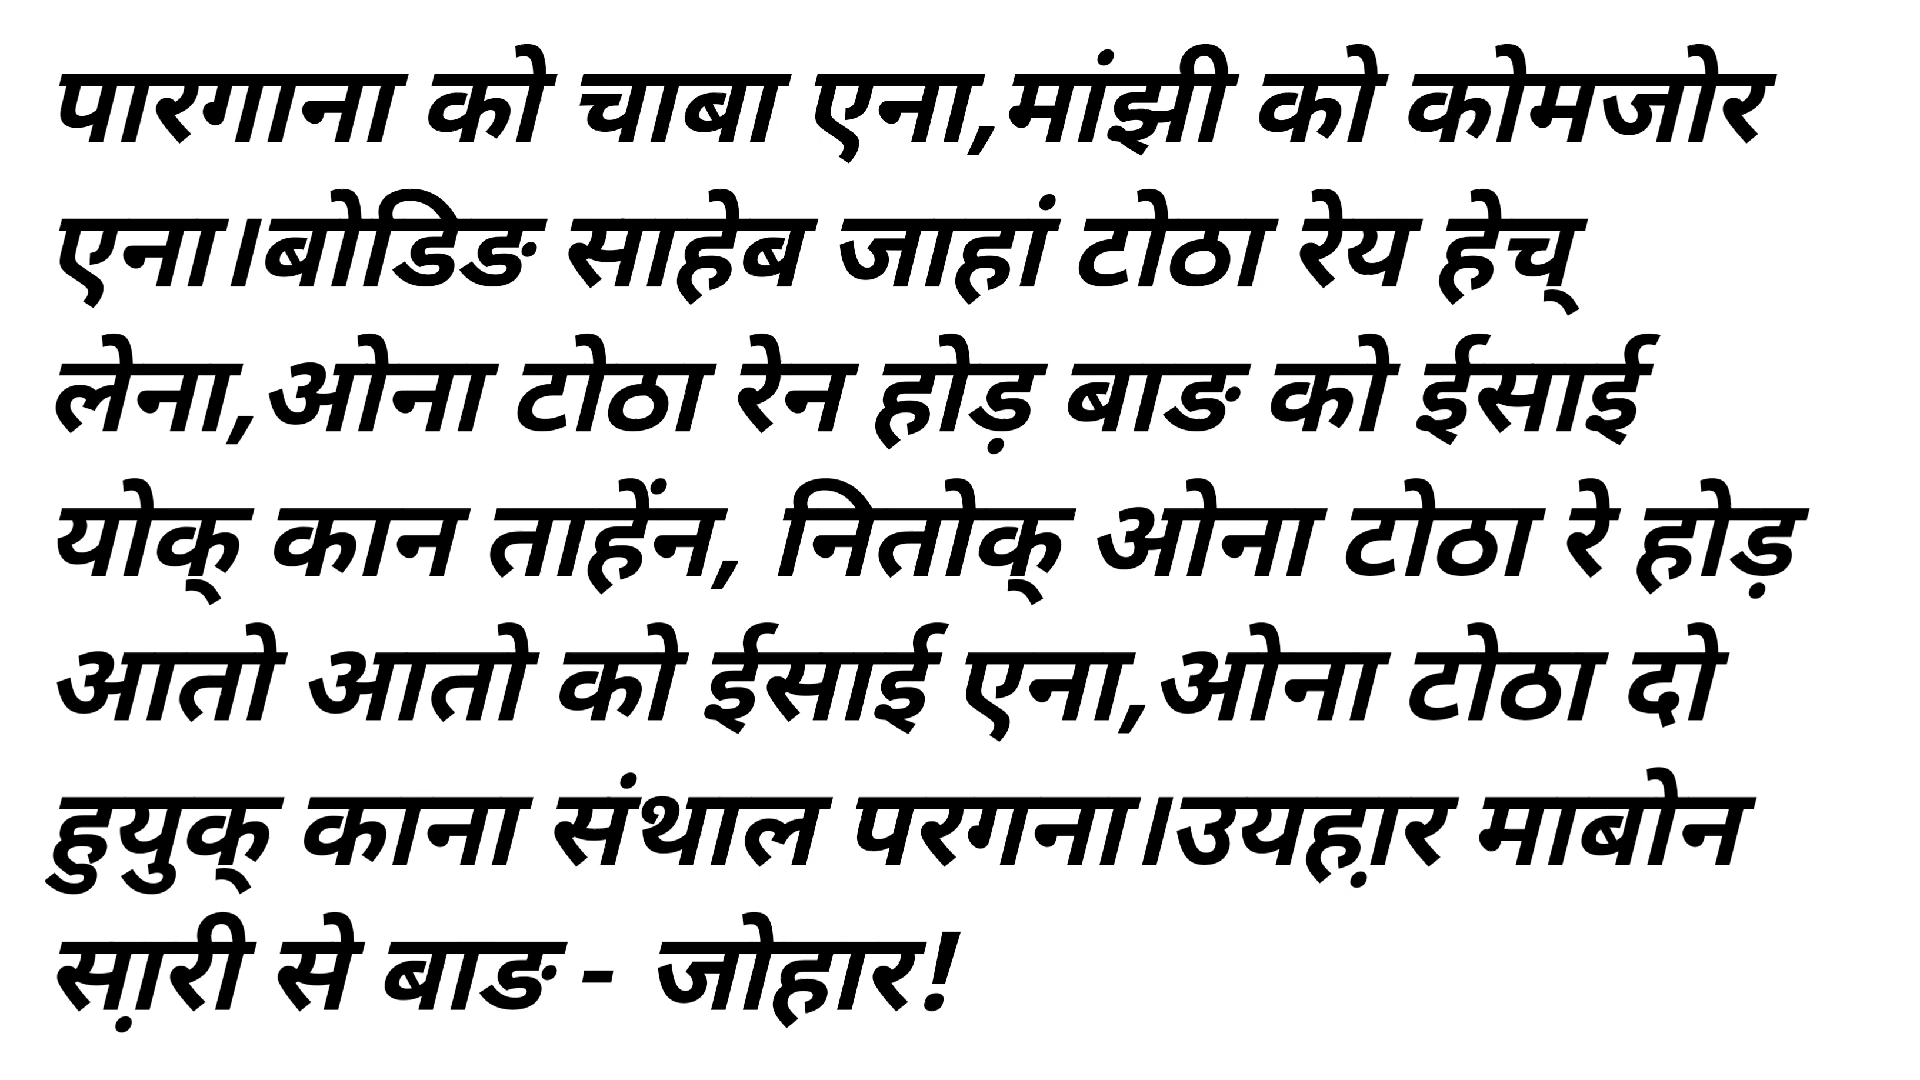 पारगाना को चाबा एना,मांझी को कोमजोर
एना।बोडिङ साहेब जाहां टोठा रेय हेच्
लेना,ओना टोठा रेन होड़ बाङ को ईसाई
योक् कान ताहेंन, नितोक् ओना टोठा रे होड़
आतो आतो को ईसाई एना,ओना टोठा दो
हुयुक् काना संथाल परगना।उयहा़र माबोन
सा़री से बाङ - जोहार!